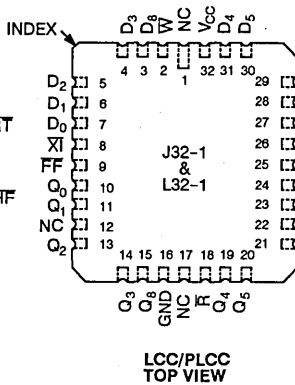 INDEX
D3 D8 W̅ NC VCC D4 D5
4 3 2 1 32 31 30
D2 5 29
D1 6 28
D0 7 27
X̅I̅ 8 26
F̅F̅ 9 25
Q0 10 24
Q1 11 23
NC 12 22
Q2 13 21
J32-1
&
L32-1
14 15 16 17 18 19 20
Q3 Q8 GND NC R̅ Q4 Q5
LCC/PLCC
TOP VIEW